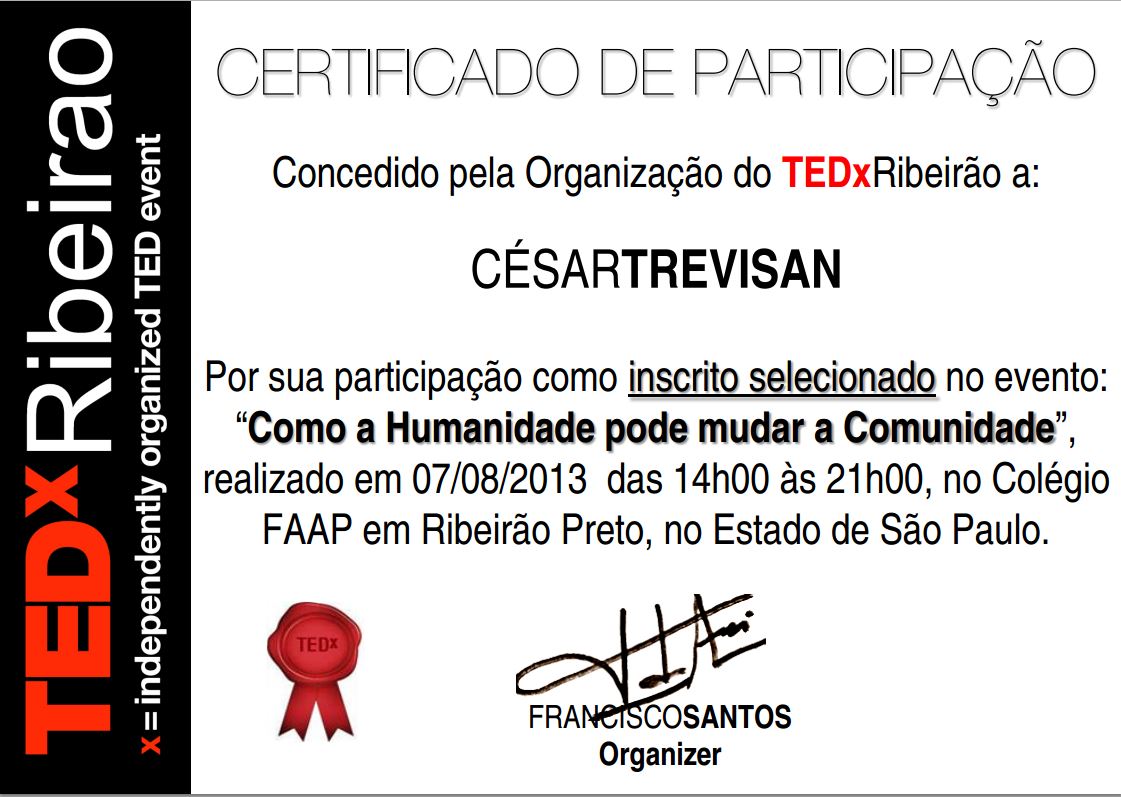 TEDxRibeirao
x = independently organized TED event
CERTIFICADO DE PARTICIPAÇÃO
Concedido pela Organização do TEDxRibeirão a:
CÉSARTREVISAN
Por sua participação como inscrito selecionado no evento:
“Como a Humanidade pode mudar a Comunidade”,
realizado em 07/08/2013 das 14h00 às 21h00, no Colégio
FAAP em Ribeirão Preto, no Estado de São Paulo.
TEDx
FRANCISCOSANTOS
Organizer